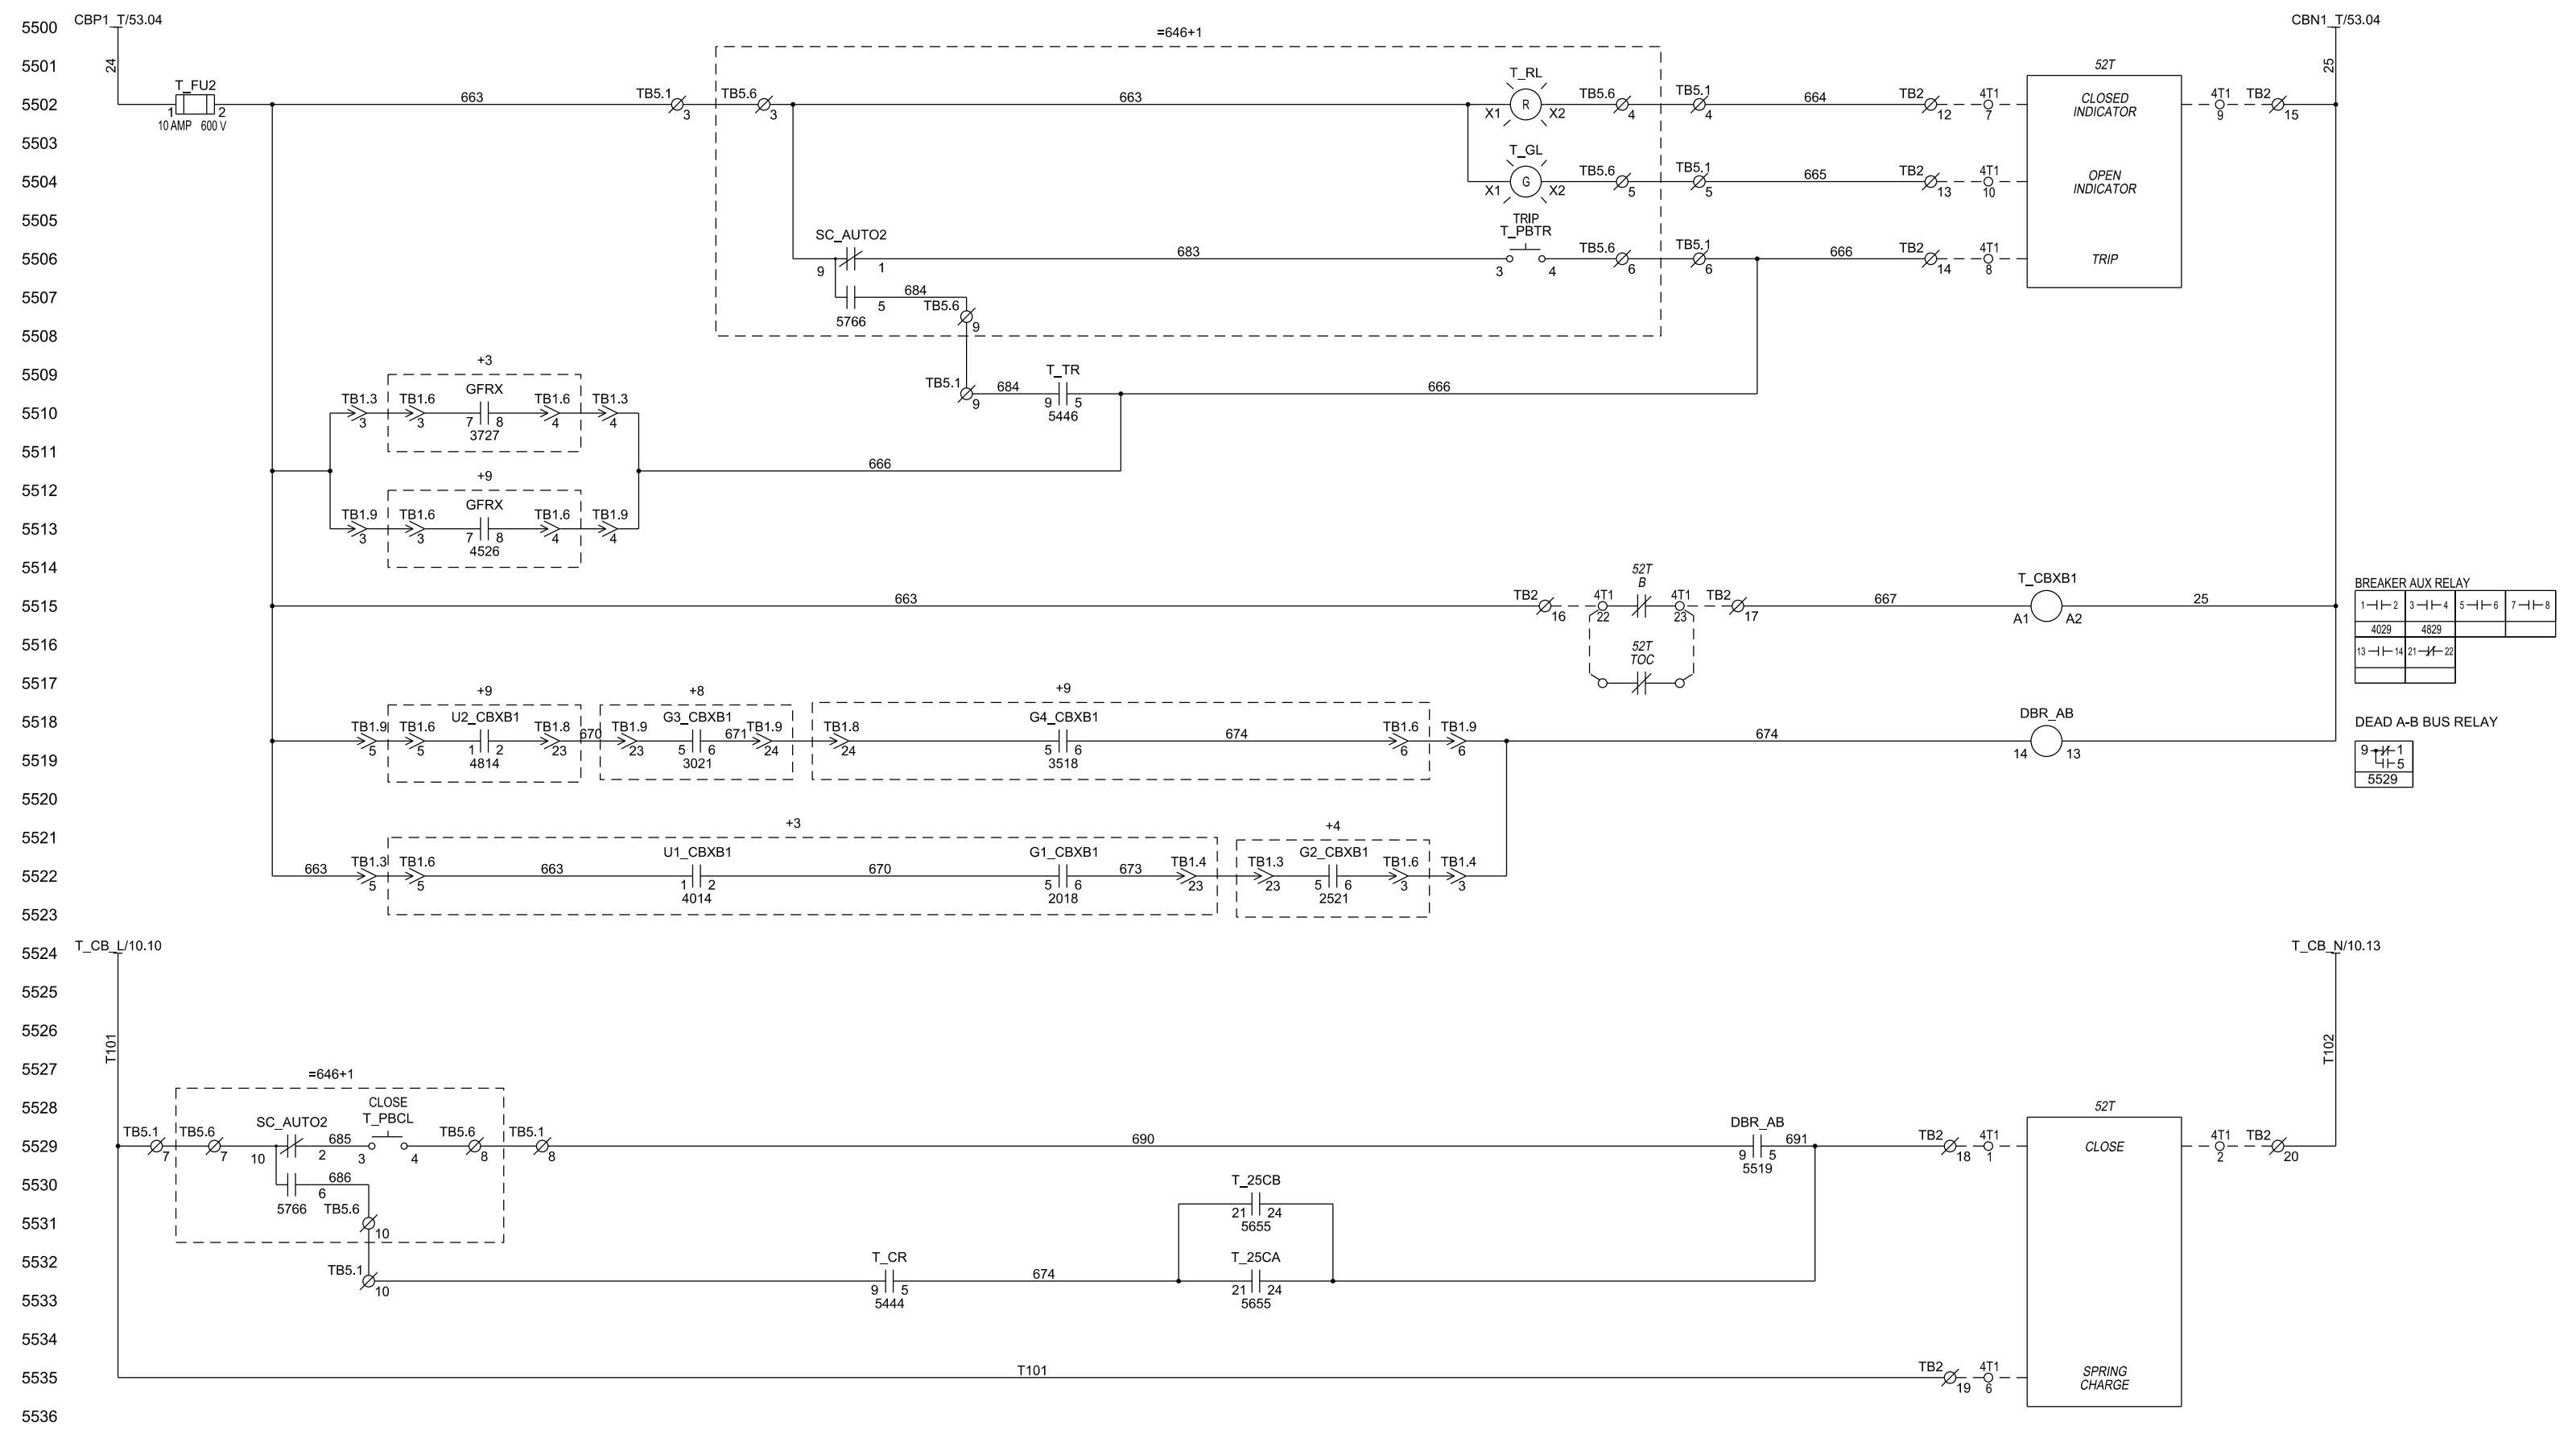 5500 CBP1_T/53.04 CBN1_T/53.04
=646+1
5501 24 25
52T
5502 T_FU2 1 2 10 AMP 600 V 663 TB5.1 3 TB5.6 3 663 T_RL X1 R X2 TB5.6 4 TB5.1 4 664 TB2 12 4T1 7 CLOSED INDICATOR 4T1 9 TB2 15
5503
5504 T_GL X1 G X2 TB5.6 5 TB5.1 5 665 TB2 13 4T1 10 OPEN INDICATOR
5505
TRIP
5506 SC_AUTO2 9 1 683 T_PBTR 3 4 TB5.6 6 TB5.1 6 666 TB2 14 4T1 8 TRIP
5507 5766 5 684 TB5.6 9
5508
5509 +3
TB5.1 9 684 T_TR 9 5 5446 666
5510 TB1.3 3 TB1.6 3 GFRX 7 8 3727 TB1.6 4 TB1.3 4
5511
666
5512 +9
5513 TB1.9 3 TB1.6 3 GFRX 7 8 4526 TB1.6 4 TB1.9 4
5514
5515 663 TB2 16 4T1 22 52T B 4T1 23 TB2 17 667 T_CBXB1 A1 A2 25
BREAKER AUX RELAY
1 2 3 4 5 6 7 8
4029 4829
13 14 21 22
5516
5517 52T TOC
+9 +8 +9
5518 TB1.9 5 TB1.6 5 U2_CBXB1 1 2 4814 TB1.8 23 670 TB1.9 23 G3_CBXB1 5 6 3021 671 TB1.9 24 TB1.8 24 G4_CBXB1 5 6 3518 674 TB1.6 6 TB1.9 6 674 DBR_AB 14 13
DEAD A-B BUS RELAY
9 1
5
5529
5519
5520
5521 +3 +4
5522 663 TB1.3 5 TB1.6 5 663 U1_CBXB1 1 2 4014 670 G1_CBXB1 5 6 2018 673 TB1.4 23 TB1.3 23 G2_CBXB1 5 6 2521 TB1.6 3 TB1.4 3
5523
5524 T_CB_L/10.10 T_CB_N/10.13
5525
5526
T101 T102
5527
=646+1
5528 CLOSE 52T
5529 TB5.1 7 TB5.6 7 SC_AUTO2 10 2 685 T_PBCL 3 4 TB5.6 8 TB5.1 8 690 DBR_AB 9 5 5519 691 TB2 18 4T1 1 CLOSE 4T1 2 TB2 20
5530 5766 6 686 TB5.6 10
T_25CB 21 24 5655
5531
5532 TB5.1 10 T_CR 9 5 5444 674 T_25CA 21 24 5655
5533
5534
5535 T101 TB2 19 4T1 6 SPRING CHARGE
5536